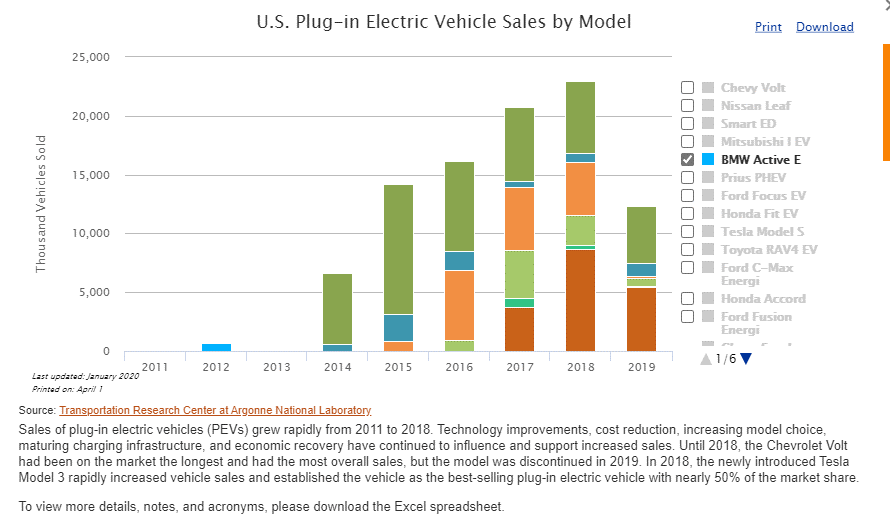 U.S. Plug-in Electric Vehicle Sales by Model
Print Download
Thousand Vehicles Sold
25,000
20,000
15,000
10,000
5,000
0
2011 2012 2013 2014 2015 2016 2017 2018 2019
Chevy Volt
Nissan Leaf
Smart ED
Mitsubishi I EV
BMW Active E
Prius PHEV
Ford Focus EV
Honda Fit EV
Tesla Model S
Toyota RAV4 EV
Ford C-Max
Energi
Honda Accord
Ford Fusion
Energi
1/6
Last updated: January 2020
Printed on: April 1
Source: Transportation Research Center at Argonne National Laboratory
Sales of plug-in electric vehicles (PEVs) grew rapidly from 2011 to 2018. Technology improvements, cost reduction, increasing model choice,
maturing charging infrastructure, and economic recovery have continued to influence and support increased sales. Until 2018, the Chevrolet Volt
had been on the market the longest and had the most overall sales, but the model was discontinued in 2019. In 2018, the newly introduced Tesla
Model 3 rapidly increased vehicle sales and established the vehicle as the best-selling plug-in electric vehicle with nearly 50% of the market share.
To view more details, notes, and acronyms, please download the Excel spreadsheet.